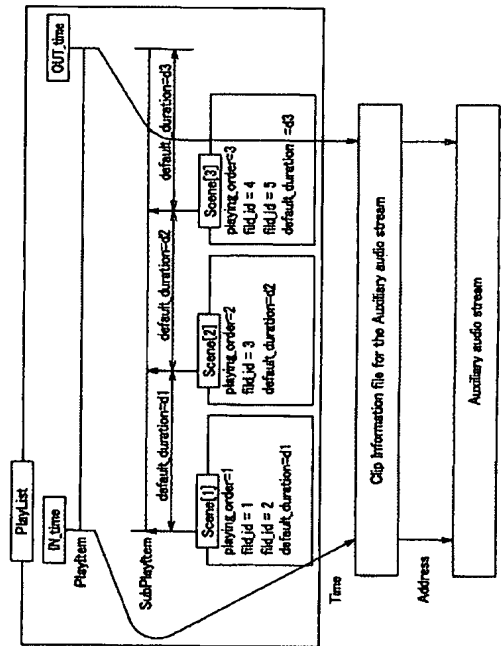 PlayList
IN_time
OUT_time
PlayItem
SubPlayItem
default_duration=d1
default_duration=d2
default_duration=d3
Scene[1]
playing_order=1
fild_id = 1
fild_id = 2
default_duration=d1
Scene[2]
playing_order=2
fild_id = 3
default_duration=d2
Scene[3]
playing_order=3
fild_id = 4
fild_id = 5
default_duration =d3
Time
Clip Information file for the Auxiliary audio stream
Address
Auxiliary audio stream